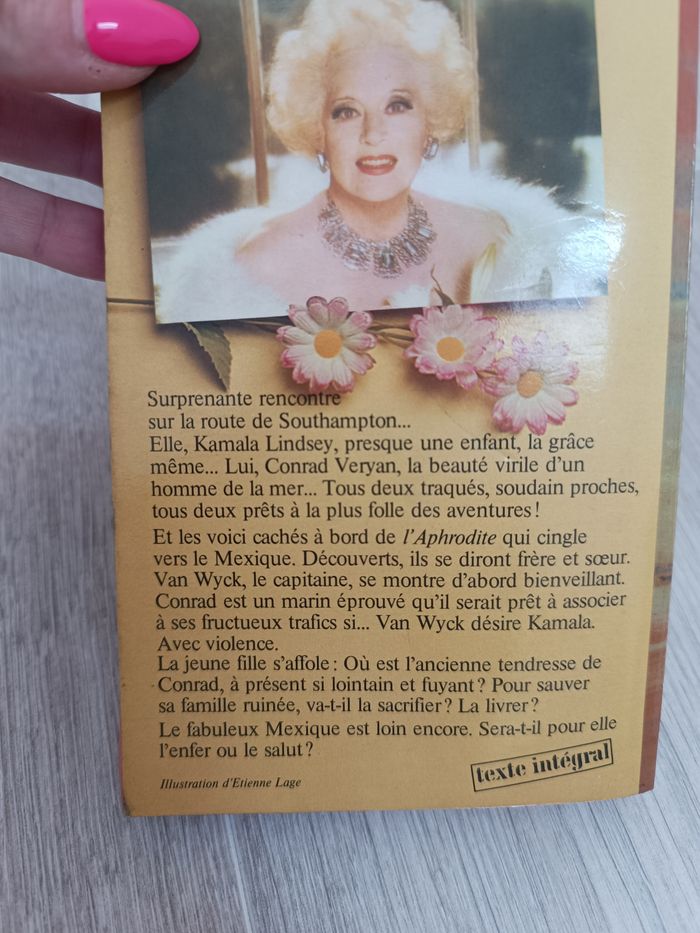 Surprenante rencontre
sur la route de Southampton...
Elle, Kamala Lindsey, presque une enfant, la grâce
même... Lui, Conrad Veryan, la beauté virile d'un
homme de la mer... Tous deux traqués, soudain proches,
tous deux prêts à la plus folle des aventures !
Et les voici cachés à bord de l'Aphrodite qui cingle
vers le Mexique. Découverts, ils se diront frère et sœur.
Van Wyck, le capitaine, se montre d'abord bienveillant.
Conrad est un marin éprouvé qu'il serait prêt à associer
à ses fructueux trafics si... Van Wyck désire Kamala.
Avec violence.
La jeune fille s'affole : Où est l'ancienne tendresse de
Conrad, à présent si lointain et fuyant ? Pour sauver
sa famille ruinée, va-t-il la sacrifier ? La livrer ?
Le fabuleux Mexique est loin encore. Sera-t-il pour elle
l'enfer ou le salut ?
texte intégral
Illustration d'Etienne Lage